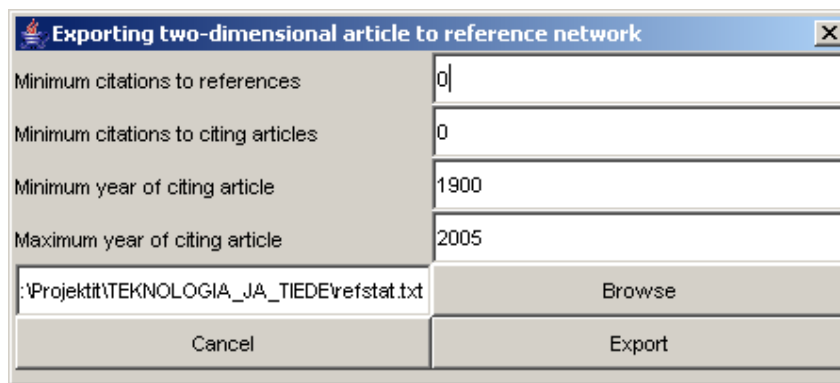 Exporting two-dimensional article to reference network
Minimum citations to references 0
Minimum citations to citing articles 0
Minimum year of citing article 1900
Maximum year of citing article 2005
:\Projektit\TEKNOLOGIA_JA_TIEDE\refstat.txt Browse
Cancel Export